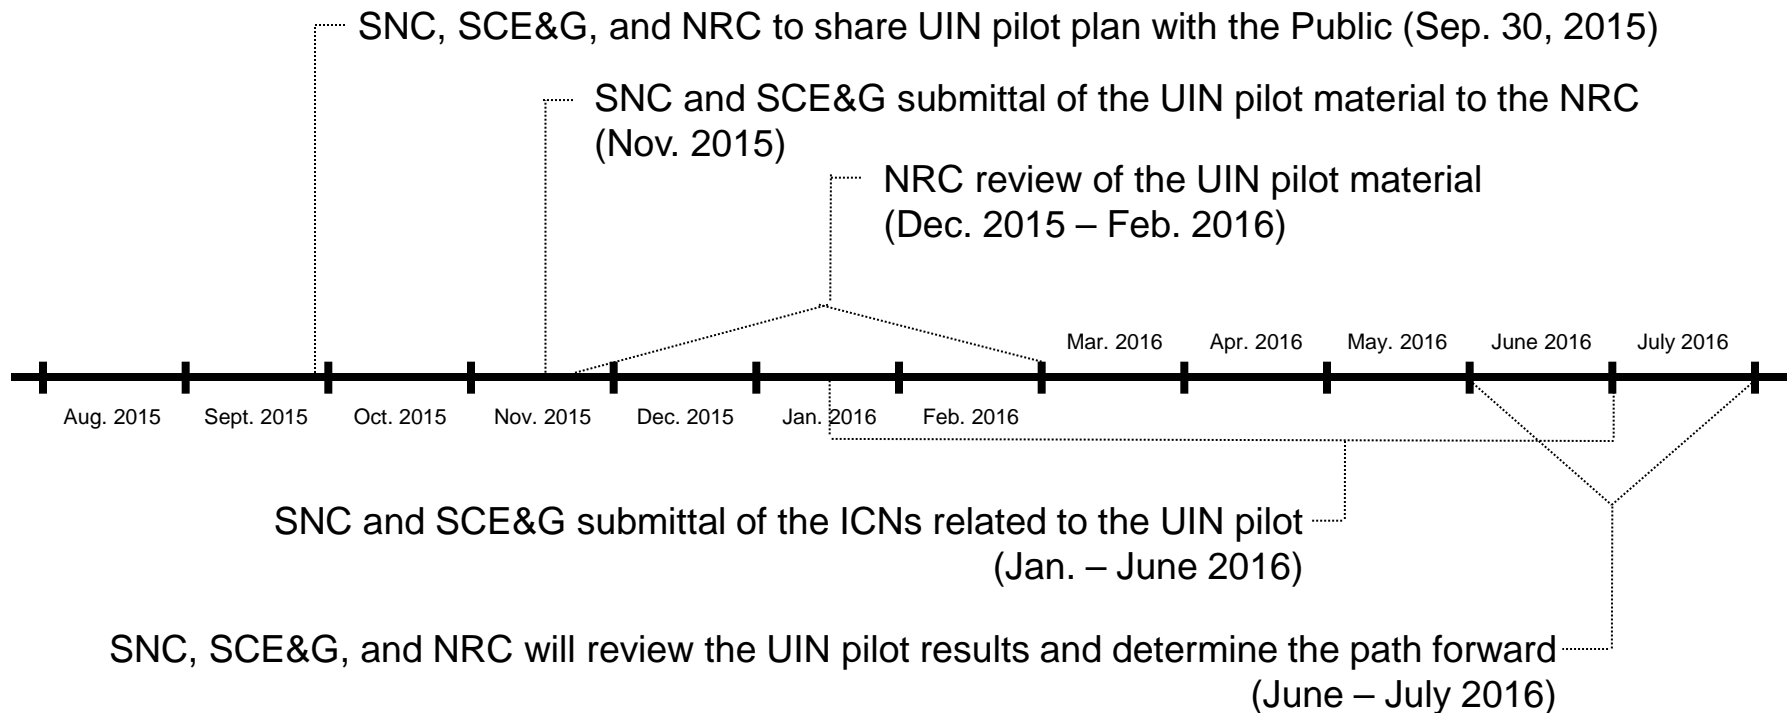 SNC, SCE&G, and NRC to share UIN pilot plan with the Public (Sep. 30, 2015)
SNC and SCE&G submittal of the UIN pilot material to the NRC
(Nov. 2015)
NRC review of the UIN pilot material
(Dec. 2015 – Feb. 2016)
Mar. 2016
Apr. 2016
May. 2016
June 2016
July 2016
Aug. 2015
Sept. 2015
Oct. 2015
Nov. 2015
Dec. 2015
Jan. 2016
Feb. 2016
SNC and SCE&G submittal of the ICNs related to the UIN pilot
(Jan. – June 2016)
SNC, SCE&G, and NRC will review the UIN pilot results and determine the path forward
(June – July 2016)